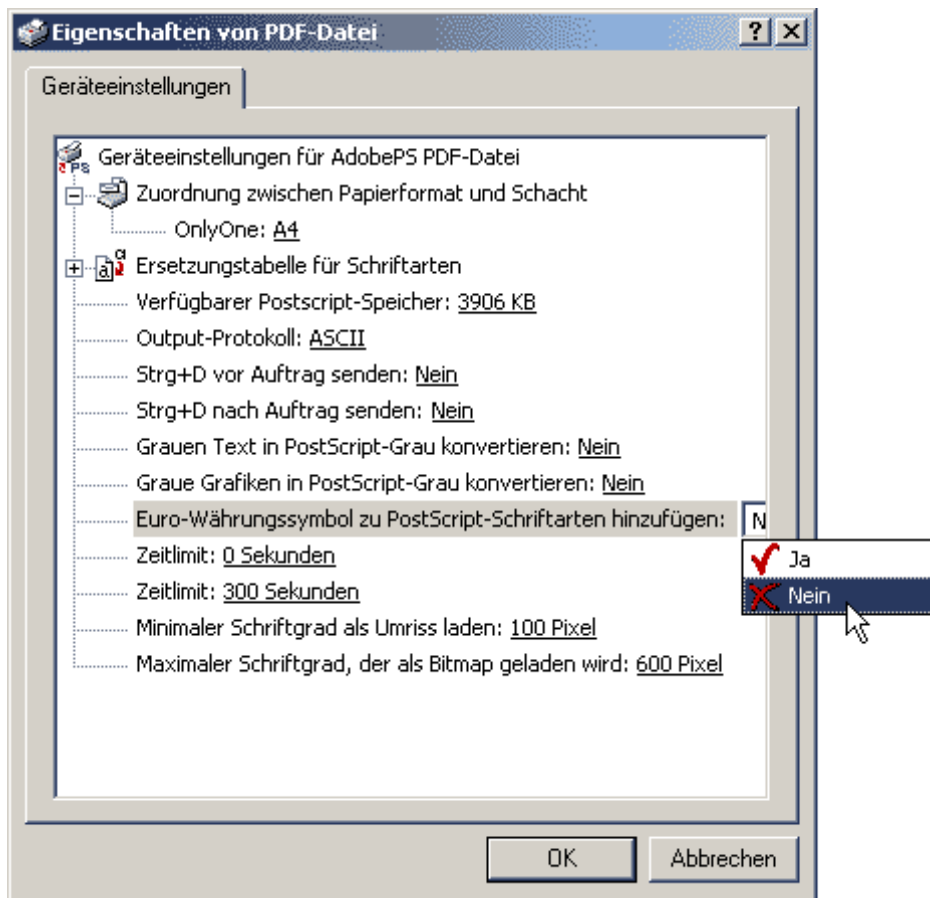 Eigenschaften von PDF-Datei
Geräteeinstellungen
Geräteeinstellungen für AdobePS PDF-Datei
Zuordnung zwischen Papierformat und Schacht
OnlyOne: A4
Ersetzungstabelle für Schriftarten
Verfügbarer Postscript-Speicher: 3906 KB
Output-Protokoll: ASCII
Strg+D vor Auftrag senden: Nein
Strg+D nach Auftrag senden: Nein
Grauen Text in PostScript-Grau konvertieren: Nein
Graue Grafiken in PostScript-Grau konvertieren: Nein
Euro-Währungssymbol zu PostScript-Schriftarten hinzufügen: N
Ja
Zeitlimit: 0 Sekunden
Nein
Zeitlimit: 300 Sekunden
Minimaler Schriftgrad als Umriss laden: 100 Pixel
Maximaler Schriftgrad, der als Bitmap geladen wird: 600 Pixel
OK
Abbrechen